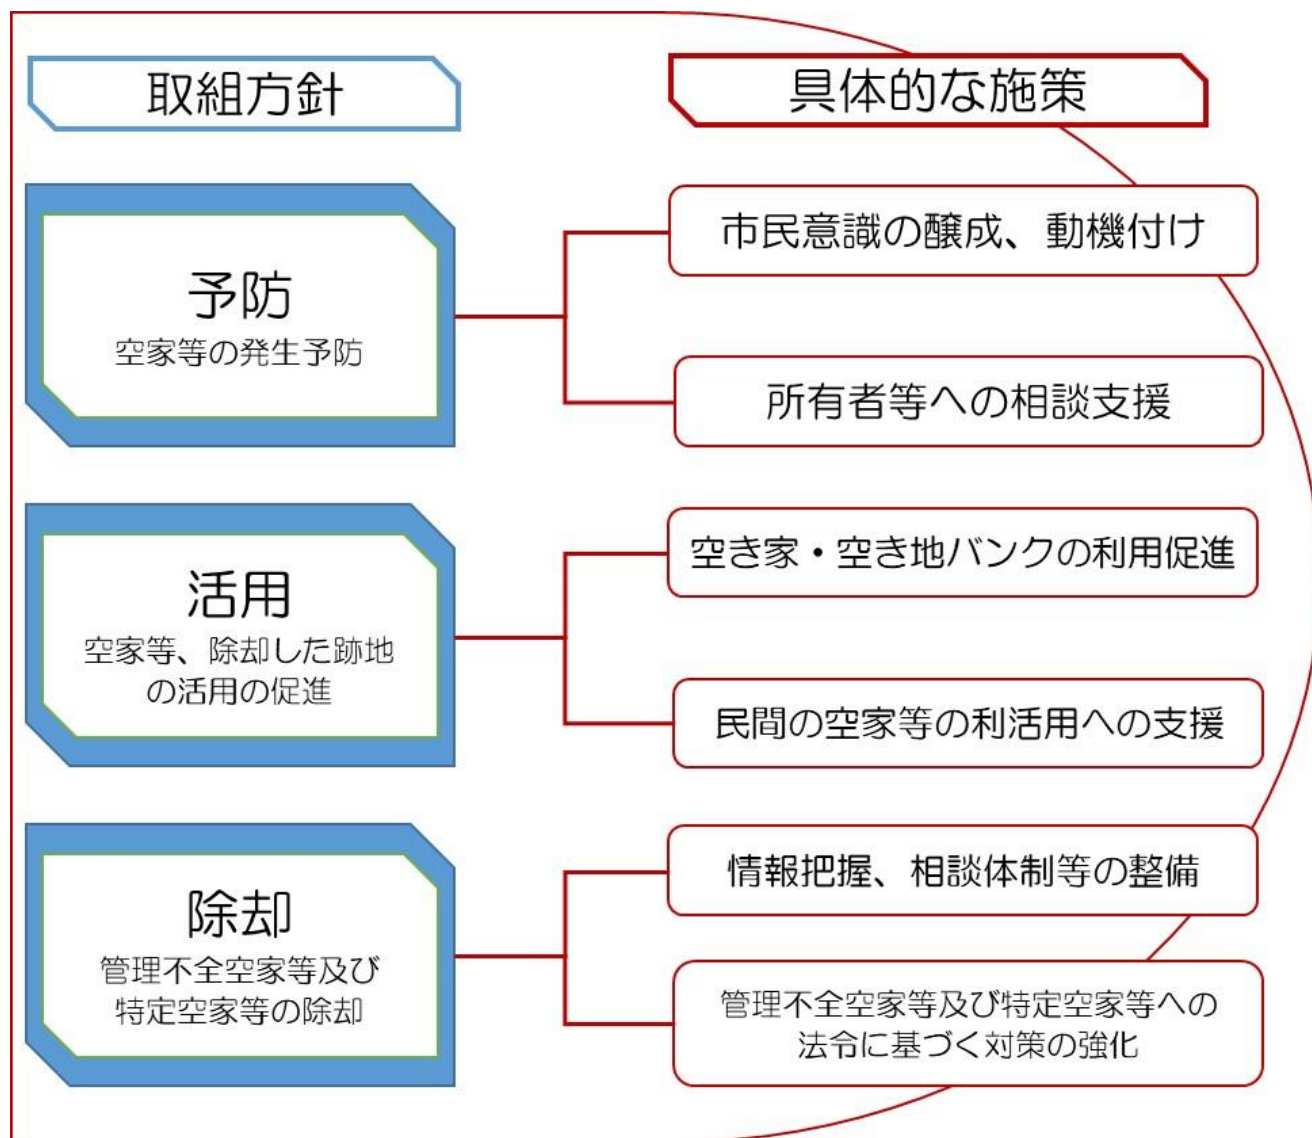 取組方針
具体的な施策
予防
空家等の発生予防
市民意識の醸成、動機付け
所有者等への相談支援
活用
空家等、除却した跡地
の活用の促進
空き家・空き地バンクの利用促進
民間の空家等の利活用への支援
除却
管理不全空家等及び
特定空家等の除却
情報把握、相談体制等の整備
管理不全空家等及び特定空家等への
法令に基づく対策の強化